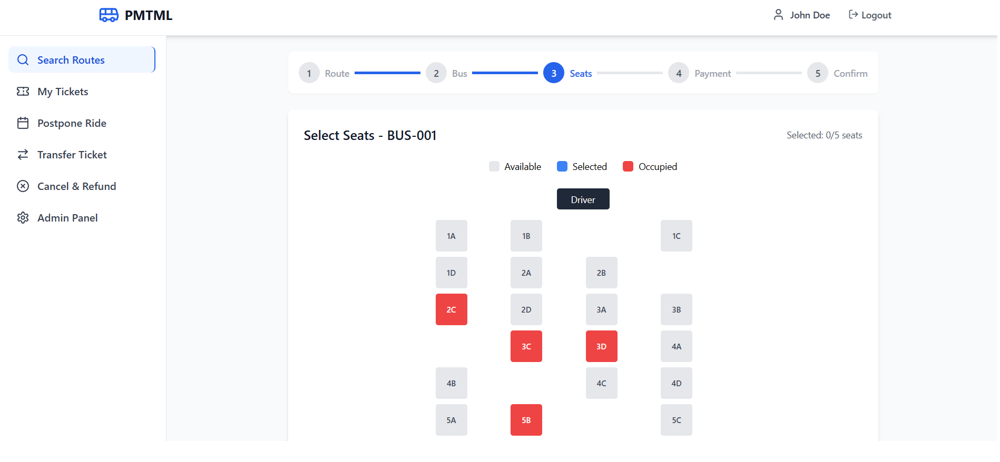 PMTML
John Doe
Logout
Search Routes
My Tickets
Postpone Ride
Transfer Ticket
Cancel & Refund
Admin Panel
1 Route 2 Bus 3 Seats 4 Payment 5 Confirm
Select Seats - BUS-001
Selected: 0/5 seats
Available Selected Occupied
Driver
1A 1B 1C
1D 2A 2B
2C 2D 3A 3B
3C 3D 4A
4B 4C 4D
5A 5B 5C